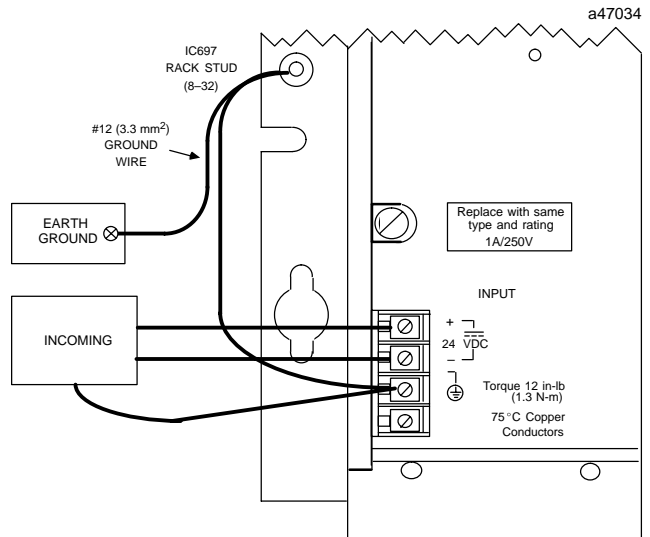 a47034
IC697
RACK STUD
(8–32)
#12 (3.3 mm²)
GROUND
WIRE
EARTH
GROUND
Replace with same
type and rating
1A/250V
INPUT
INCOMING
+
24 VDC
–
Torque 12 in-lb
(1.3 N-m)
75°C Copper
Conductors